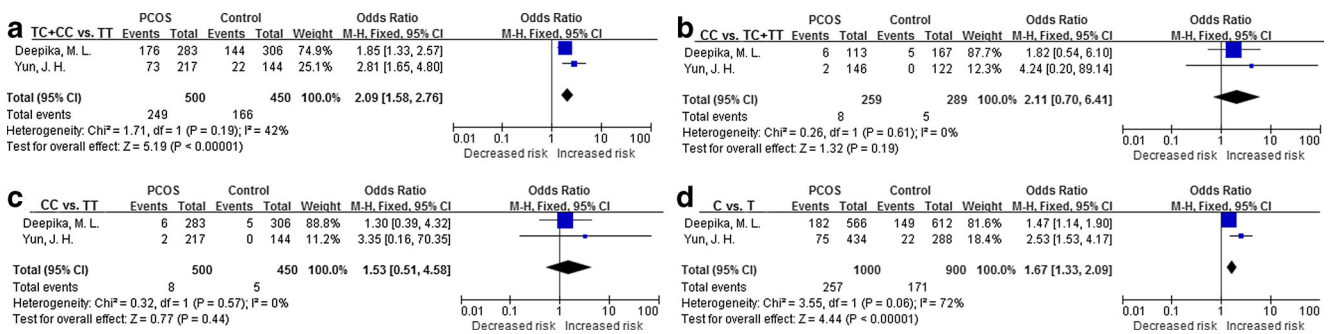 a
PCOS Control Odds Ratio Odds Ratio
TC+CC vs. TT Events Total Events Total Weight M-H, Fixed, 95% CI M-H, Fixed, 95% CI
Deepika, M. L. 176 283 144 306 74.9% 1.85 [1.33, 2.57]
Yun, J. H. 73 217 22 144 25.1% 2.81 [1.65, 4.80]
Total (95% CI) 500 450 100.0% 2.09 [1.58, 2.76]
Total events 249 166
Heterogeneity: Chi² = 1.71, df = 1 (P = 0.19); I² = 42%
Test for overall effect: Z = 5.19 (P < 0.00001)
0.01 0.1 1 10 100
Decreased risk Increased risk
b
PCOS Control Odds Ratio Odds Ratio
CC vs. TC+TT Events Total Events Total Weight M-H, Fixed, 95% CI M-H, Fixed, 95% CI
Deepika, M. L. 6 113 5 167 87.7% 1.82 [0.54, 6.10]
Yun, J. H. 2 146 0 122 12.3% 4.24 [0.20, 89.14]
Total (95% CI) 259 289 100.0% 2.11 [0.70, 6.41]
Total events 8 5
Heterogeneity: Chi² = 0.26, df = 1 (P = 0.61); I² = 0%
Test for overall effect: Z = 1.32 (P = 0.19)
0.01 0.1 1 10 100
Decreased risk Increased risk
c
PCOS Control Odds Ratio Odds Ratio
CC vs. TT Events Total Events Total Weight M-H, Fixed, 95% CI M-H, Fixed, 95% CI
Deepika, M. L. 6 283 5 306 88.8% 1.30 [0.39, 4.32]
Yun, J. H. 2 217 0 144 11.2% 3.35 [0.16, 70.35]
Total (95% CI) 500 450 100.0% 1.53 [0.51, 4.58]
Total events 8 5
Heterogeneity: Chi² = 0.32, df = 1 (P = 0.57); I² = 0%
Test for overall effect: Z = 0.77 (P = 0.44)
0.01 0.1 1 10 100
Decreased risk Increased risk
d
PCOS Control Odds Ratio Odds Ratio
C vs. T Events Total Events Total Weight M-H, Fixed, 95% CI M-H, Fixed, 95% CI
Deepika, M. L. 182 566 149 612 81.6% 1.47 [1.14, 1.90]
Yun, J. H. 75 434 22 288 18.4% 2.53 [1.53, 4.17]
Total (95% CI) 1000 900 100.0% 1.67 [1.33, 2.09]
Total events 257 171
Heterogeneity: Chi² = 3.55, df = 1 (P = 0.06); I² = 72%
Test for overall effect: Z = 4.44 (P < 0.00001)
0.01 0.1 1 10 100
Decreased risk Increased risk